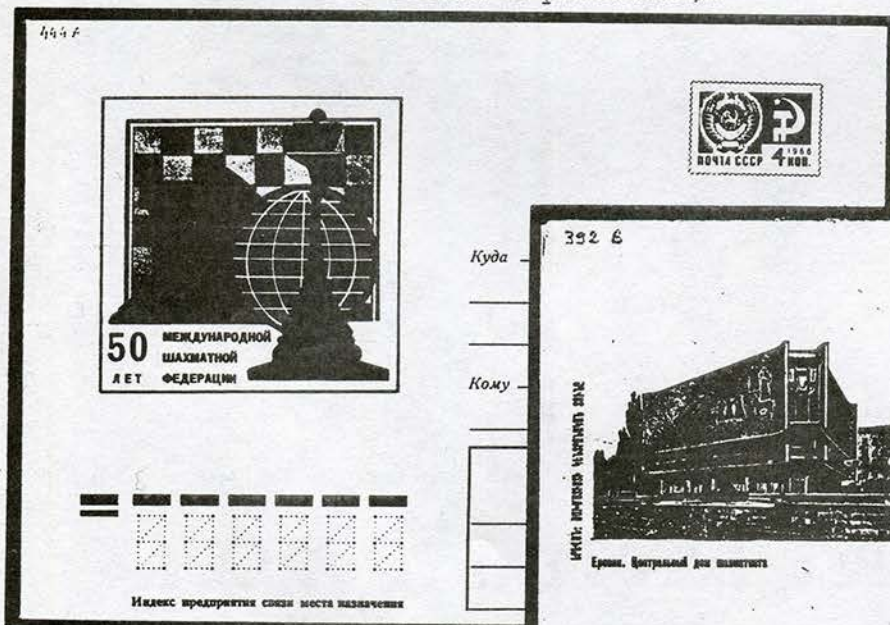 444 Б
50 МЕЖДУНАРОДНОЙ
ШАХМАТНОЙ
ЛЕТ ФЕДЕРАЦИИ
1966
ПОЧТА СССР 4 КОП.
Куда
Кому
Индекс предприятия связи места назначения
392 Б
Ереван. Центральный дом шахматиста